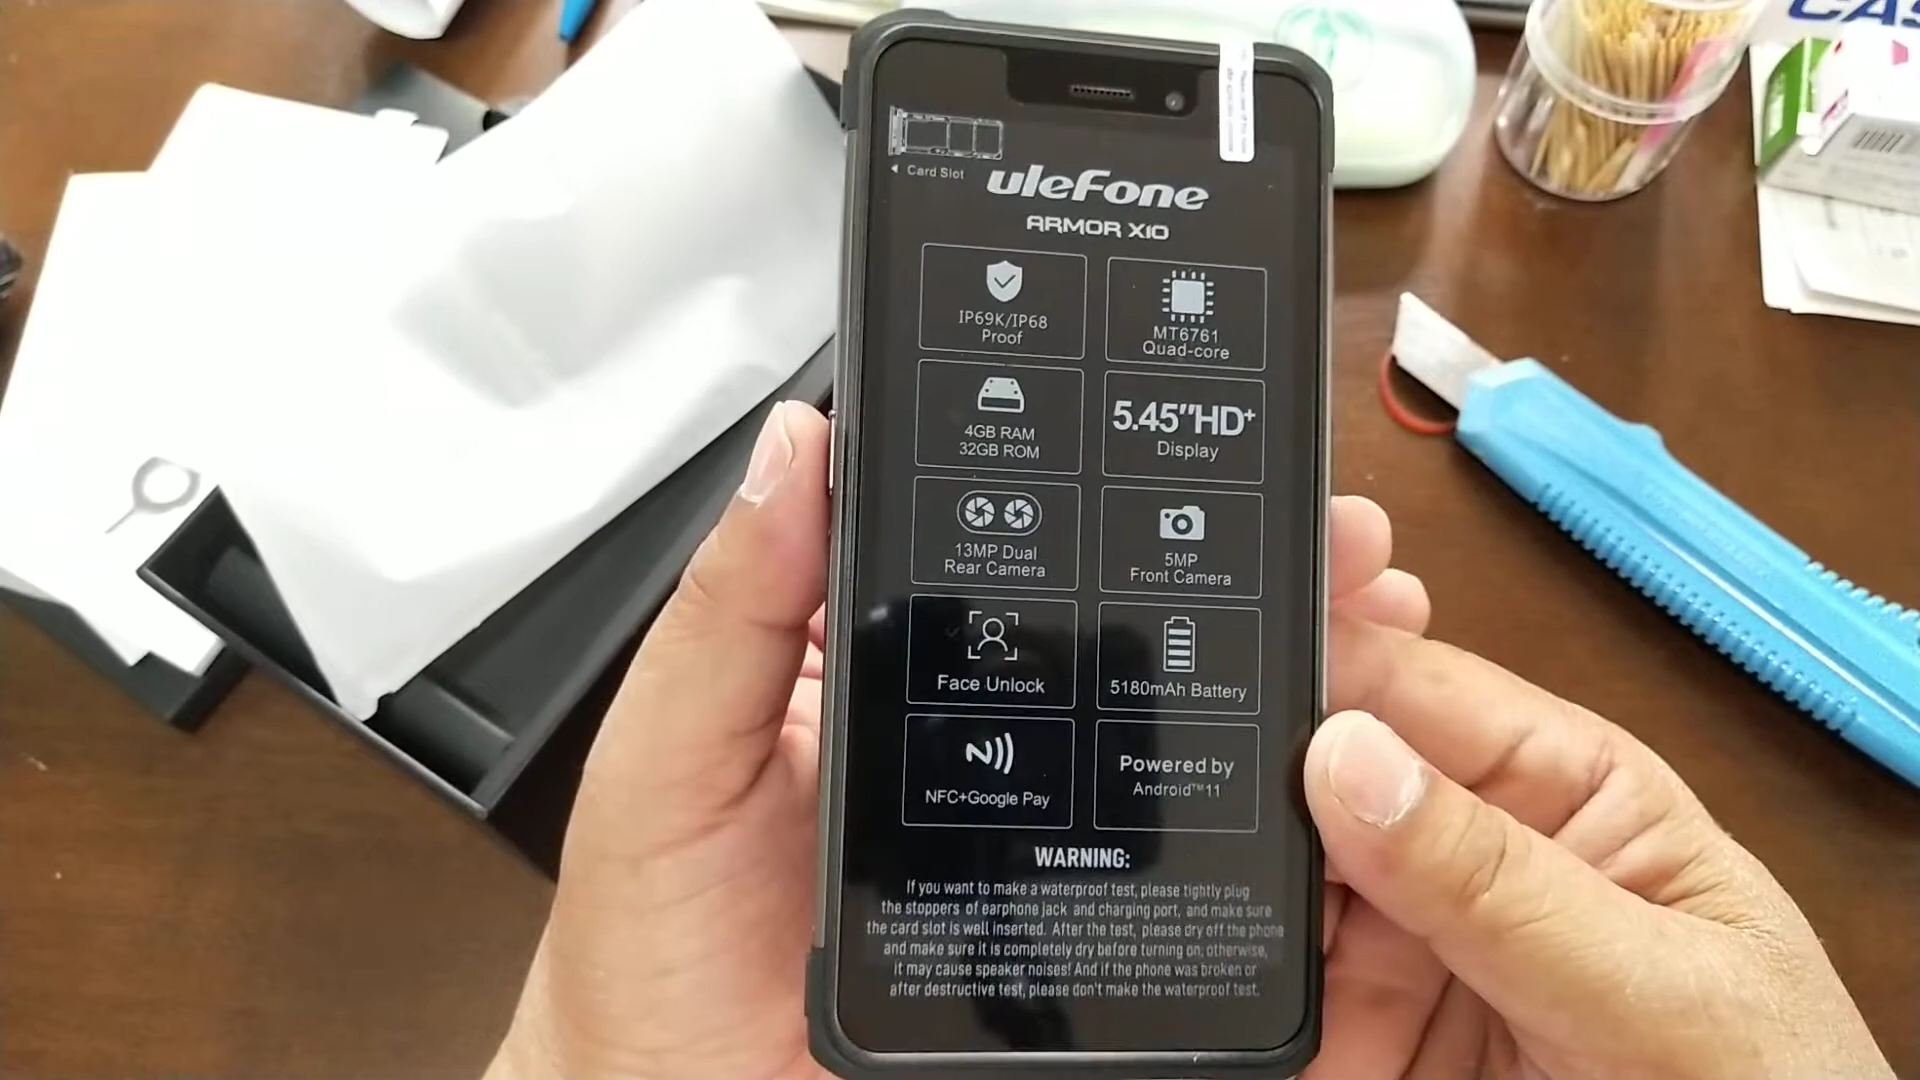 CAS
Card Slot
uleFone
ARMOR X10
IP69K/IP68
Proof
MT6761
Quad-core
4GB RAM
32GB ROM
5.45"HD+
Display
13MP Dual
Rear Camera
5MP
Front Camera
Face Unlock
5180mAh Battery
NFC+Google Pay
Powered by
Android™11
WARNING:
If you want to make a waterproof test, please tightly plug
the stoppers of earphone jack and charging port, and make sure
the card slot is well inserted. After the test, please dry off the phone
and make sure it is completely dry before turning on, otherwise,
it may cause speaker noises! And if the phone was broken or
after destructive test, please don't make the waterproof test.